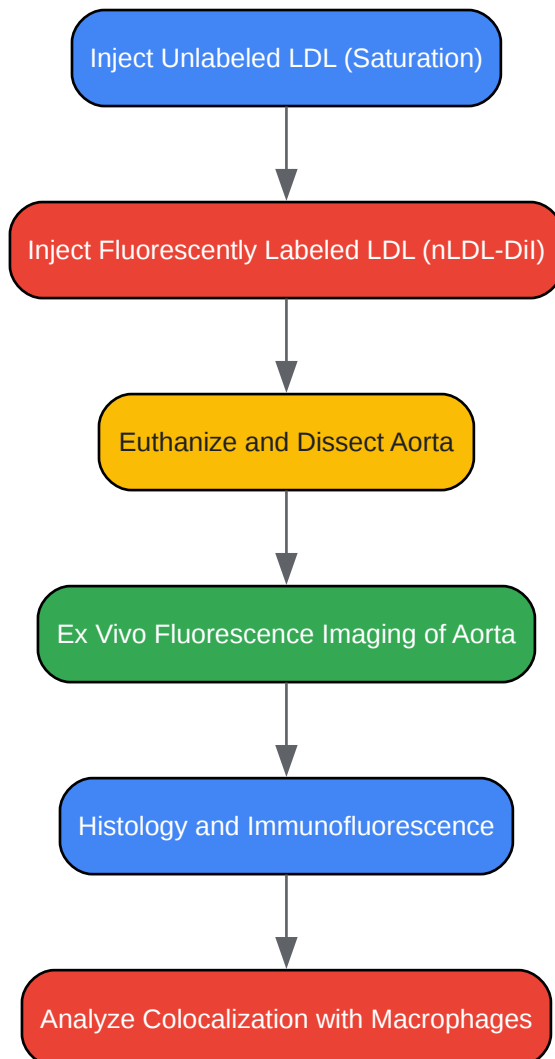 Inject Unlabeled LDL (Saturation)
Inject Fluorescently Labeled LDL (nLDL-DiI)
Euthanize and Dissect Aorta
Ex Vivo Fluorescence Imaging of Aorta
Histology and Immunofluorescence
Analyze Colocalization with Macrophages